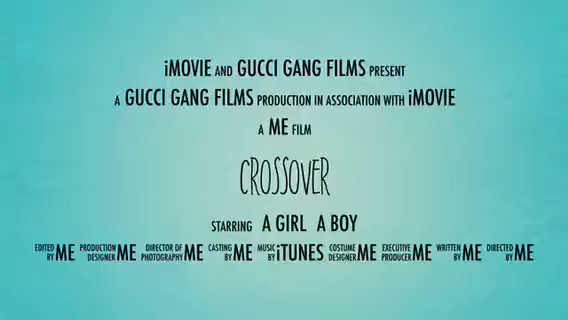 iMOVIE AND GUCCI GANG FILMS PRESENT
A GUCCI GANG FILMS PRODUCTION IN ASSOCIATION WITH iMOVIE
A ME FILM
CROSSOVER
STARRING A GIRL A BOY
EDITED BY ME PRODUCTION DESIGNER ME DIRECTOR OF PHOTOGRAPHY ME CASTING BY ME MUSIC BY iTUNES COSTUME DESIGNER ME EXECUTIVE PRODUCER ME WRITTEN BY ME DIRECTED BY ME